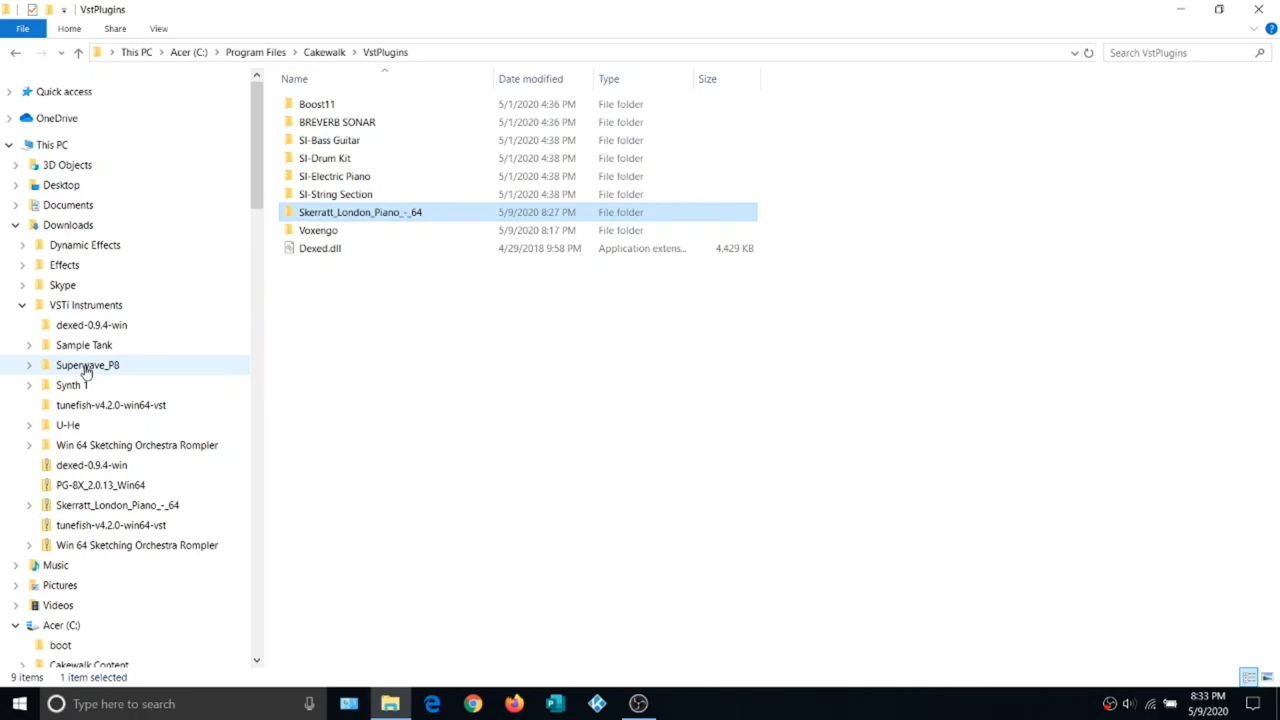 VstPlugins
File Home Share View
This PC Acer (C:) Program Files Cakewalk VstPlugins
Search VstPlugins
Quick access
OneDrive
This PC
3D Objects
Desktop
Documents
Downloads
Dynamic Effects
Effects
Skype
VSTi Instruments
dexed-0.9.4-win
Sample Tank
Superwave_P8
Synth 1
tunefish-v4.2.0-win64-vst
U-He
Win 64 Sketching Orchestra Rompler
dexed-0.9.4-win
PG-8X_2.0.13_Win64
Skerratt_London_Piano_-_64
tunefish-v4.2.0-win64-vst
Win 64 Sketching Orchestra Rompler
Music
Pictures
Videos
Acer (C:)
boot
Cakewalk Content
Name Date modified Type Size
Boost11 5/1/2020 4:36 PM File folder
BREVERB SONAR 5/1/2020 4:36 PM File folder
SI-Bass Guitar 5/1/2020 4:38 PM File folder
SI-Drum Kit 5/1/2020 4:38 PM File folder
SI-Electric Piano 5/1/2020 4:38 PM File folder
SI-String Section 5/1/2020 4:38 PM File folder
Skerratt_London_Piano_-_64 5/9/2020 8:27 PM File folder
Voxengo 5/9/2020 8:17 PM File folder
Dexed.dll 4/29/2018 9:58 PM Application extens... 4,429 KB
9 items 1 item selected
Type here to search
8:33 PM
5/9/2020